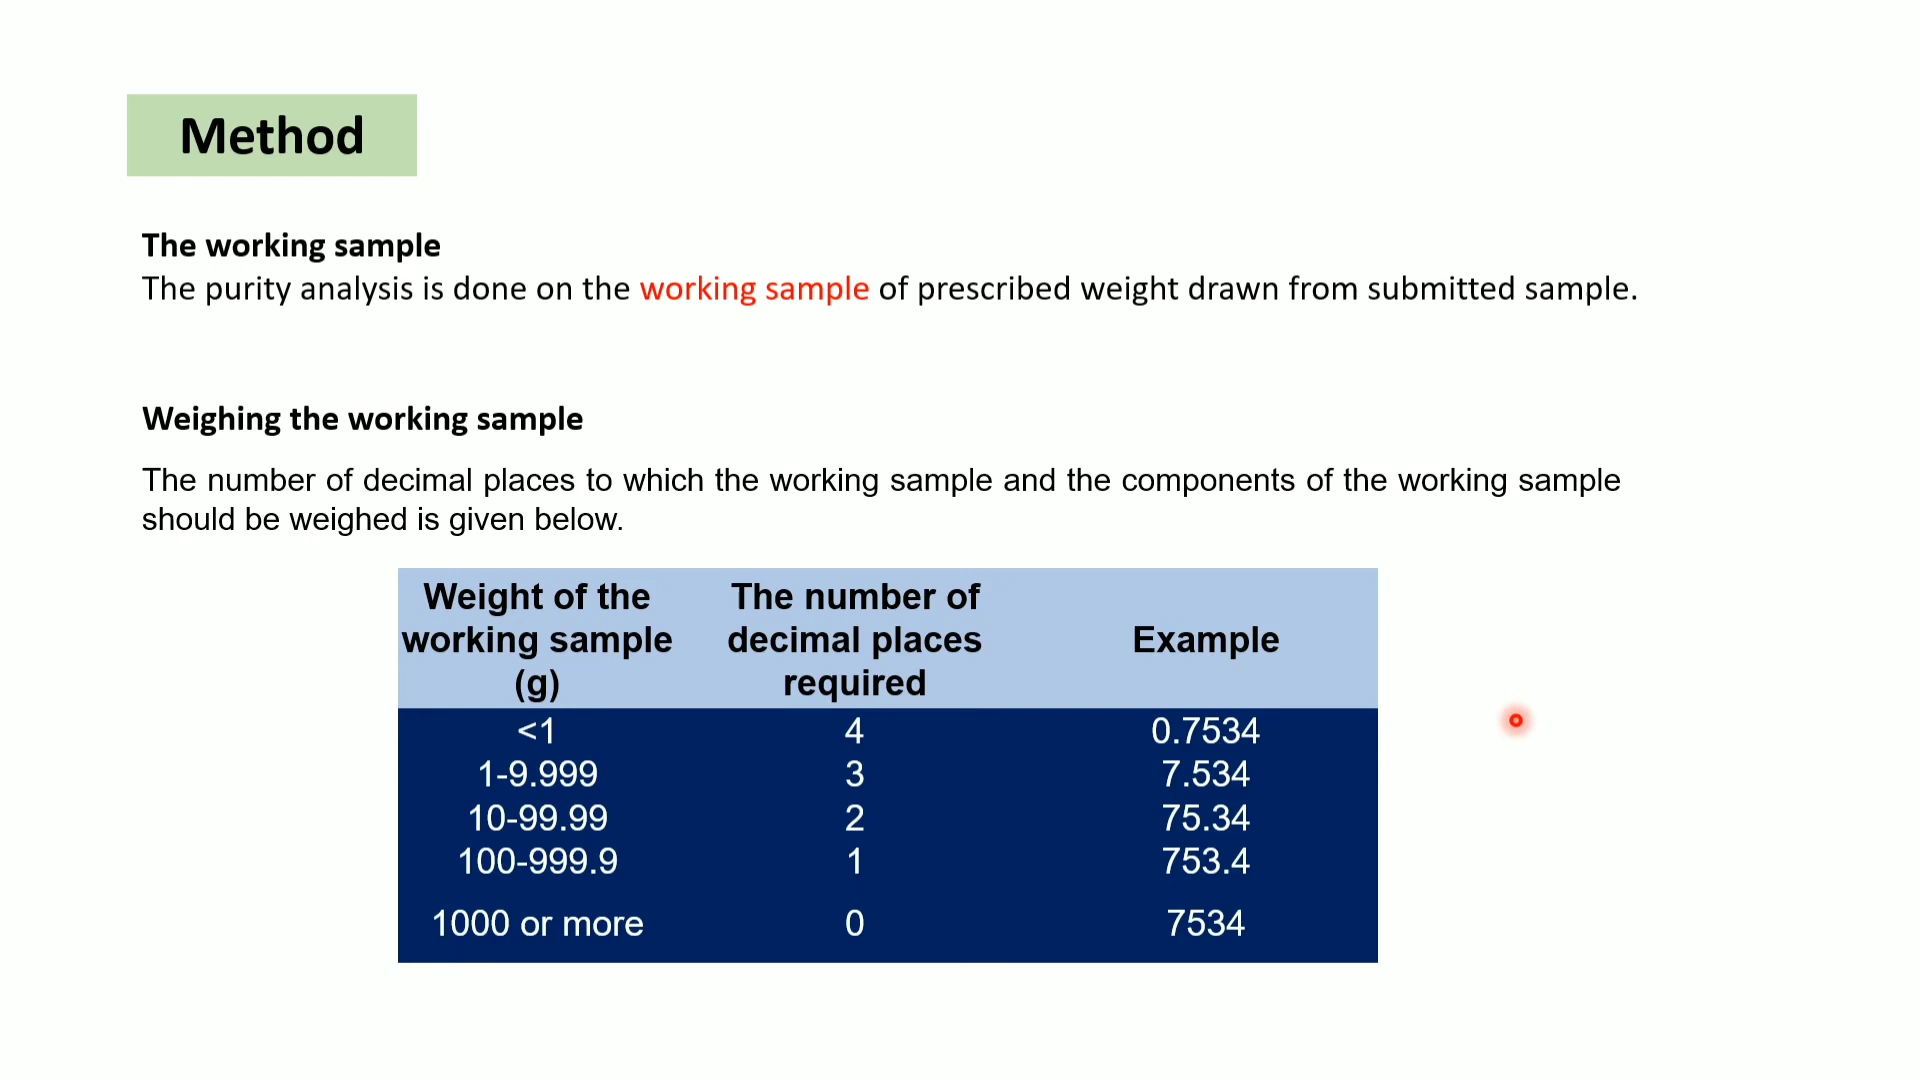 Method
The working sample
The purity analysis is done on the working sample of prescribed weight drawn from submitted sample.
Weighing the working sample
The number of decimal places to which the working sample and the components of the working sample
should be weighed is given below.
Weight of the working sample (g) The number of decimal places required Example
<1 4 0.7534
1-9.999 3 7.534
10-99.99 2 75.34
100-999.9 1 753.4
1000 or more 0 7534